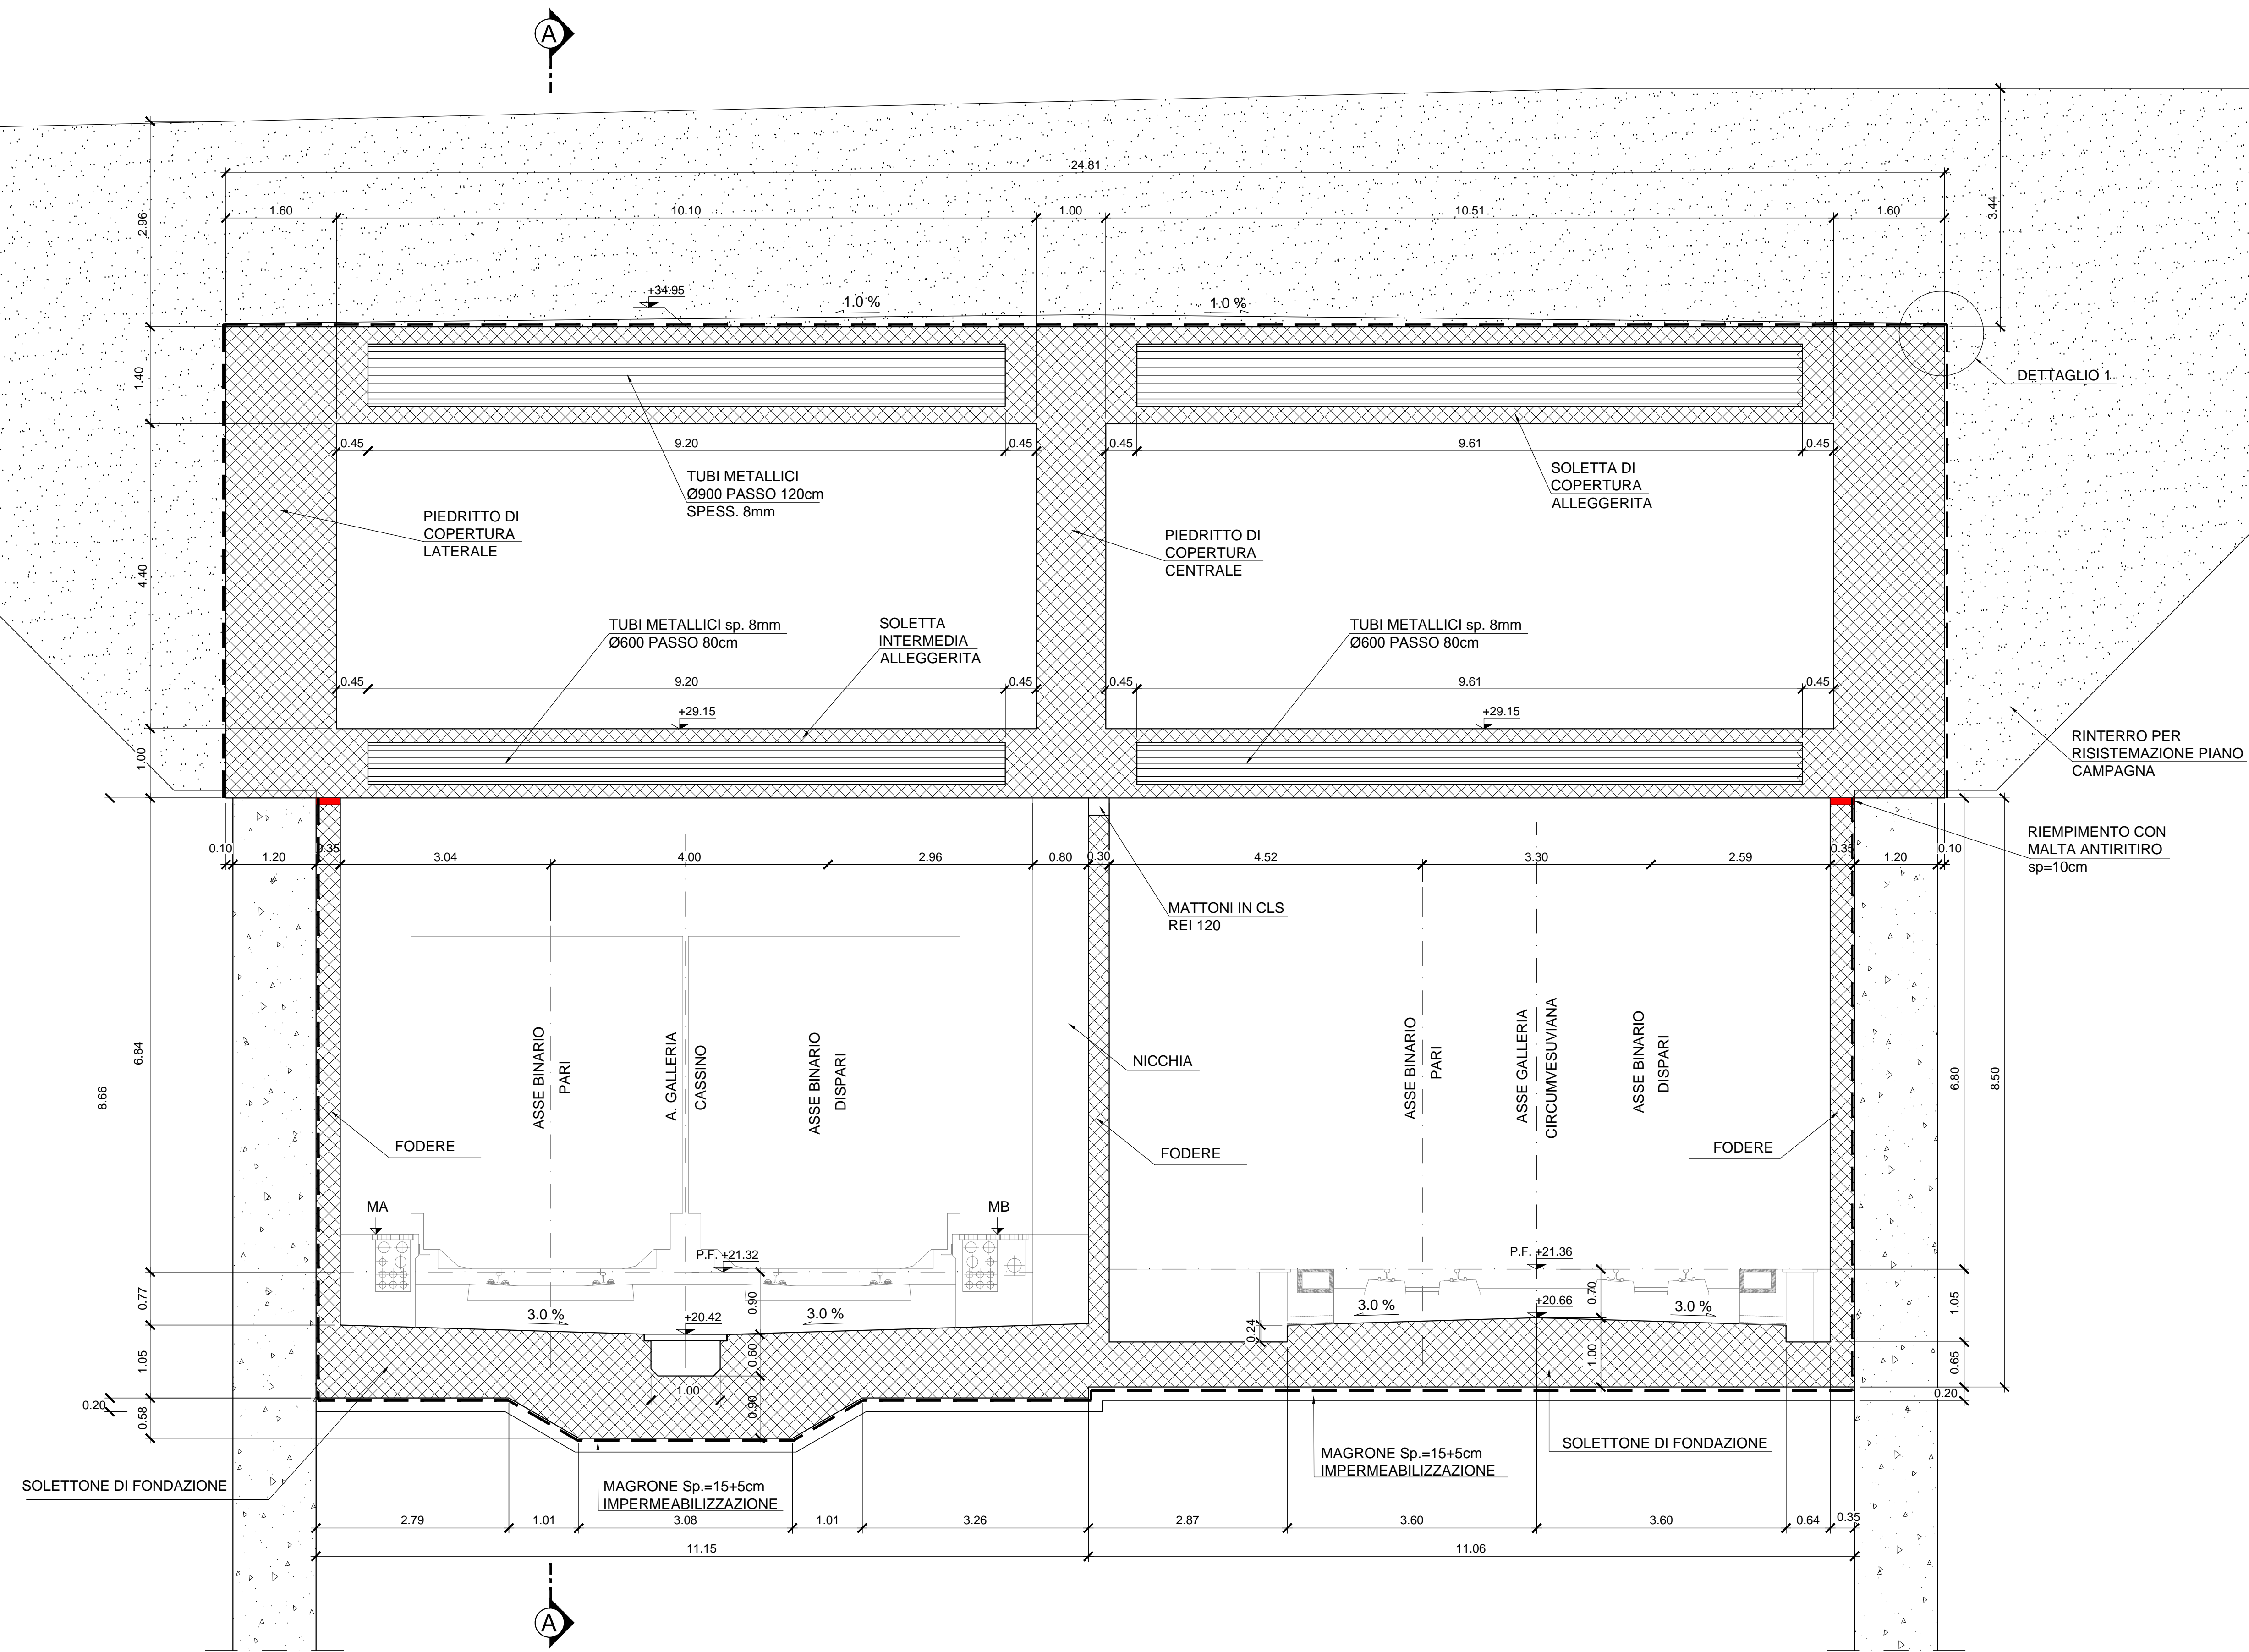 A
24.81
1.60
10.10
1.00
10.51
1.60
2.96
3.44
+34.95
1.0 %
1.0 %
1.40
DETTAGLIO 1
0.45
9.20
0.45
0.45
9.61
0.45
TUBI METALLICI
Ø900 PASSO 120cm
SPESS. 8mm
SOLETTA DI
COPERTURA
ALLEGGERITA
PIEDRITTO DI
COPERTURA
LATERALE
PIEDRITTO DI
COPERTURA
CENTRALE
4.40
TUBI METALLICI sp. 8mm
Ø600 PASSO 80cm
SOLETTA
INTERMEDIA
ALLEGGERITA
TUBI METALLICI sp. 8mm
Ø600 PASSO 80cm
0.45
9.20
0.45
0.45
9.61
0.45
+29.15
+29.15
1.00
RINTERRO PER
RISISTEMAZIONE PIANO
CAMPAGNA
RIEMPIMENTO CON
MALTA ANTIRITIRO
sp=10cm
0.10
1.20
0.35
3.04
4.00
2.96
0.80
0.30
4.52
3.30
2.59
0.35
1.20
0.10
MATTONI IN CLS
REI 120
8.66
6.84
ASSE BINARIO
PARI
A. GALLERIA
CASSINO
ASSE BINARIO
DISPARI
NICCHIA
ASSE BINARIO
PARI
ASSE GALLERIA
CIRCUMVESUVIANA
ASSE BINARIO
DISPARI
6.80
8.50
FODERE
FODERE
FODERE
MA
MB
P.F. +21.32
P.F. +21.36
0.77
0.90
3.0 %
3.0 %
+20.42
0.70
+20.66
3.0 %
3.0 %
1.05
0.24
1.05
0.60
1.00
0.90
1.00
0.65
0.20
0.20
0.58
SOLETTONE DI FONDAZIONE
MAGRONE Sp.=15+5cm
IMPERMEABILIZZAZIONE
MAGRONE Sp.=15+5cm
IMPERMEABILIZZAZIONE
SOLETTONE DI FONDAZIONE
2.79
1.01
3.08
1.01
3.26
2.87
3.60
3.60
0.64
0.35
11.15
11.06
A